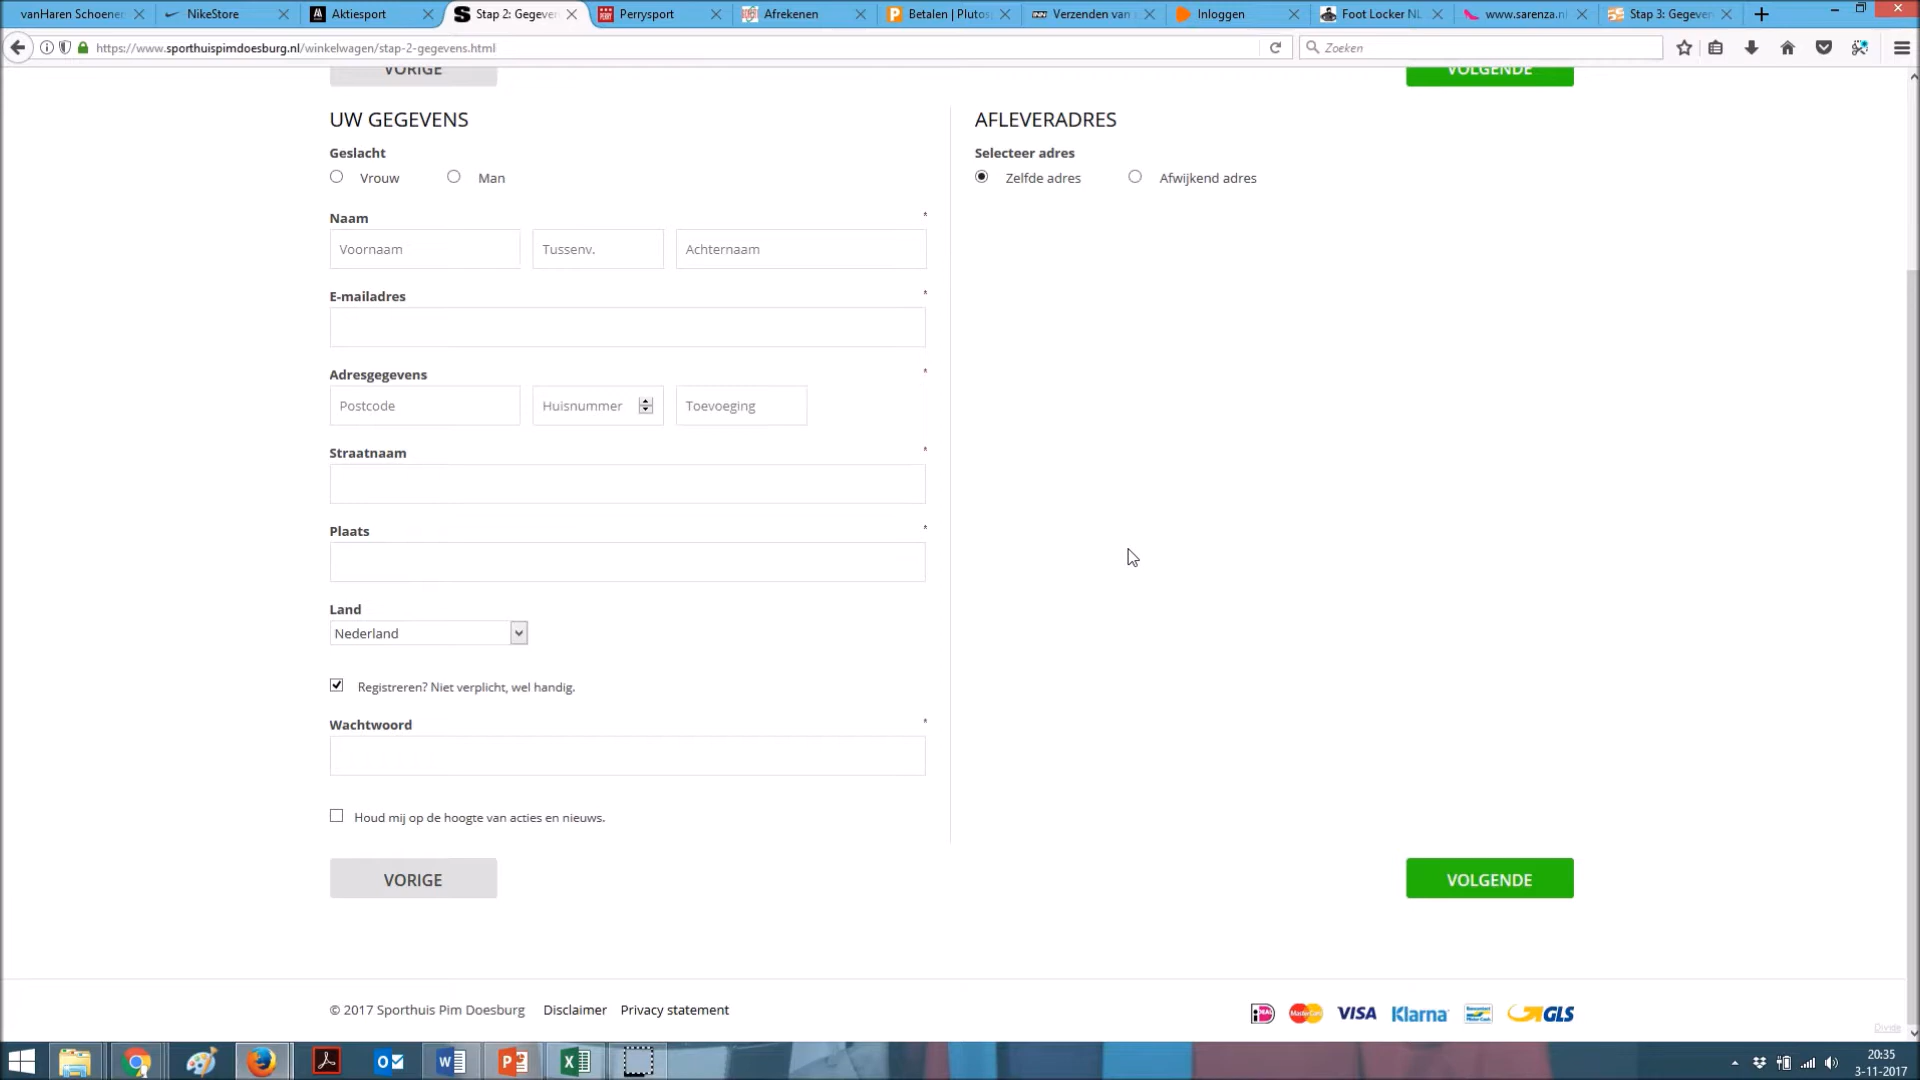 vanHaren Schoenen
NikeStore
Aktiesport
Stap 2: Gegeven
Perrysport
Afrekenen
Betalen | Plutos
Verzenden van
Inloggen
Foot Locker NL
www.sarenza.nl
Stap 3: Gegeven
https://www.sporthuispimdoesburg.nl/winkelwagen/stap-2-gegevens.html
Zoeken
VORIGE
VOLGENDE
UW GEGEVENS
AFLEVERADRES
Geslacht
Selecteer adres
Vrouw
Man
Zelfde adres
Afwijkend adres
Naam *
Voornaam
Tussenv.
Achternaam
E-mailadres *
Adresgegevens *
Postcode
Huisnummer
Toevoeging
Straatnaam *
Plaats *
Land
Nederland
Registreren? Niet verplicht, wel handig.
Wachtwoord *
Houd mij op de hoogte van acties en nieuws.
VORIGE
VOLGENDE
© 2017 Sporthuis Pim Doesburg
Disclaimer
Privacy statement
VISA
Klarna
GLS
Divide
20:35
3-11-2017